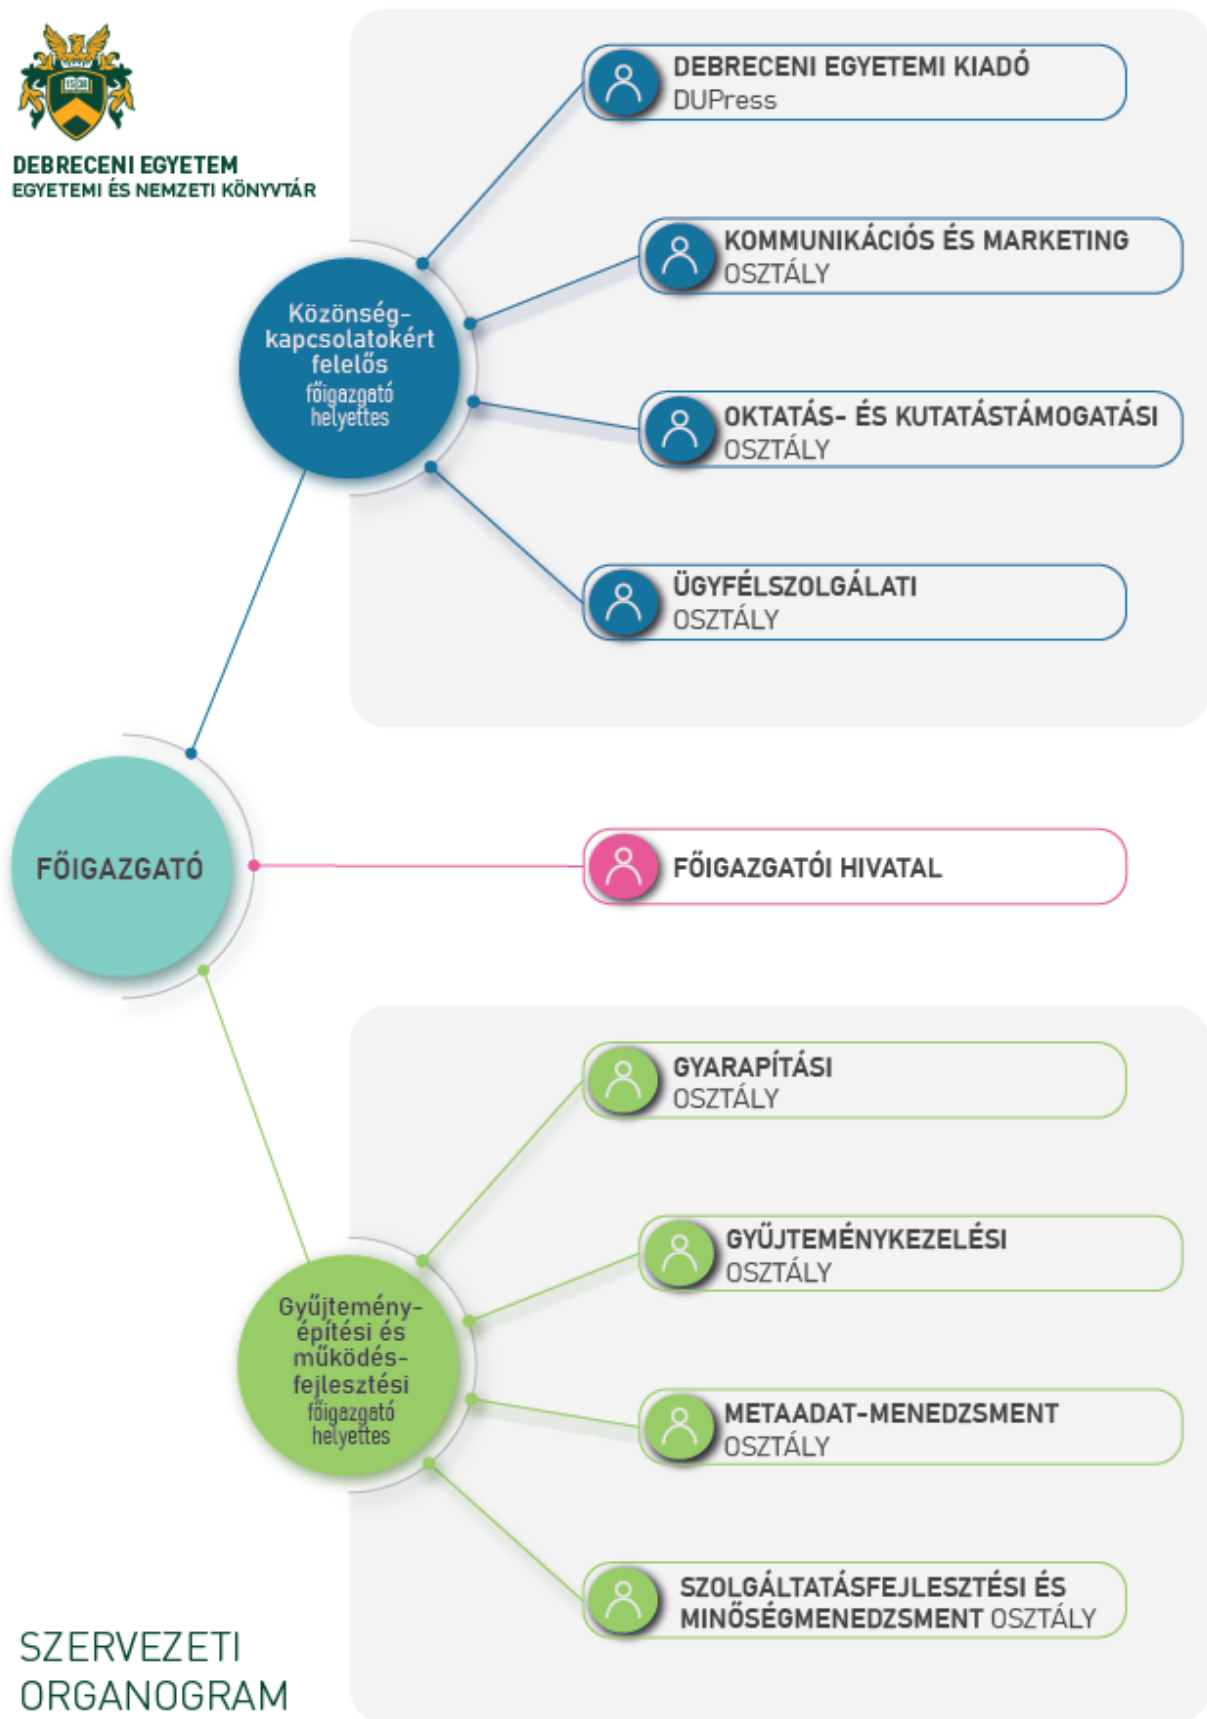 DEBRECENI EGYETEM
EGYETEMI ÉS NEMZETI KÖNYVTÁR
Közönség-
kapcsolatokért
felelős
főigazgató
helyettes
DEBRECENI EGYETEMI KIADÓ
DUPress
KOMMUNIKÁCIÓS ÉS MARKETING
OSZTÁLY
OKTATÁS- ÉS KUTATÁSTÁMOGATÁSI
OSZTÁLY
ÜGYFÉLSZOLGÁLATI
OSZTÁLY
FŐIGAZGATÓ
FŐIGAZGATÓI HIVATAL
Gyűjtemény-
építési és
működés-
fejlesztési
főigazgató
helyettes
GYARAPÍTÁSI
OSZTÁLY
GYŰJTEMÉNYKEZELÉSI
OSZTÁLY
METAADAT-MENEDZSMENT
OSZTÁLY
SZOLGÁLTATÁSFEJLESZTÉSI ÉS
MINŐSÉGMENEDZSMENT OSZTÁLY
SZERVEZETI
ORGANOGRAM